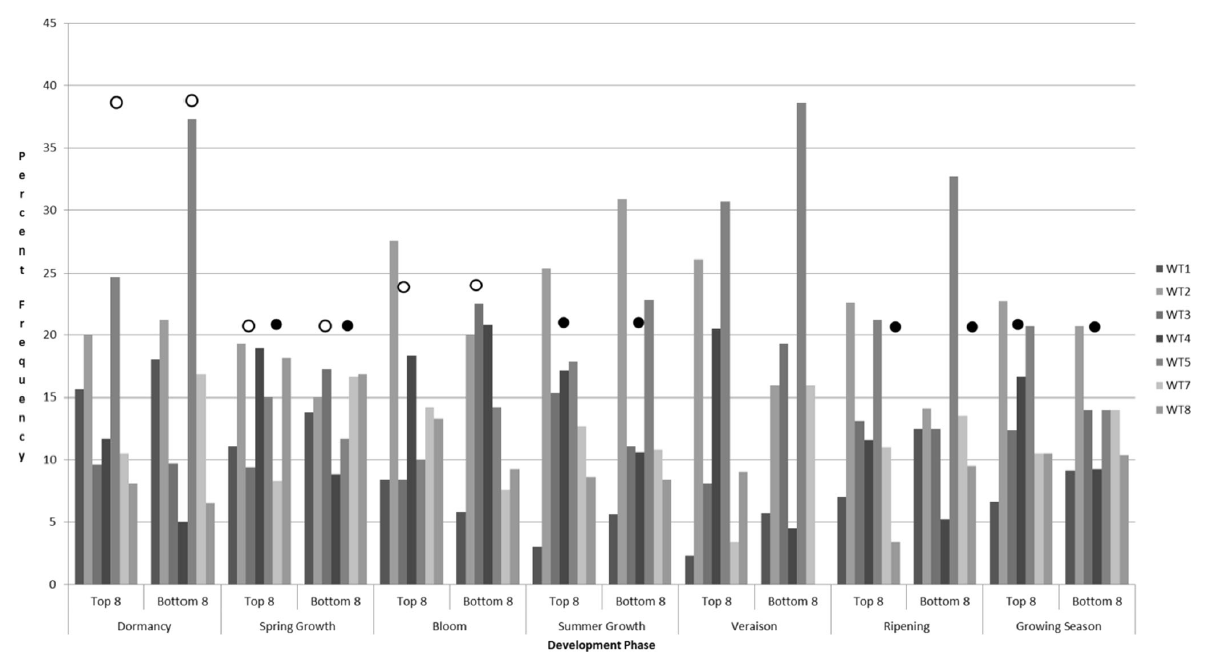 45
40
35
30
25
20
15
10
5
0
Percent Frequency
Top 8 Bottom 8 Top 8 Bottom 8 Top 8 Bottom 8 Top 8 Bottom 8 Top 8 Bottom 8 Top 8 Bottom 8 Top 8 Bottom 8
Dormancy Spring Growth Bloom Summer Growth Veraison Ripening Growing Season
Development Phase
WT1
WT2
WT3
WT4
WT5
WT7
WT8